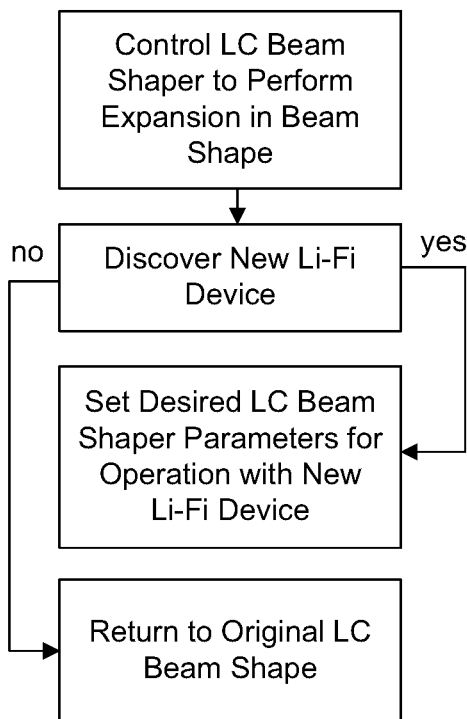 Control LC Beam
Shaper to Perform
Expansion in Beam
Shape
no
yes
Discover New Li-Fi
Device
Set Desired LC Beam
Shaper Parameters for
Operation with New
Li-Fi Device
Return to Original LC
Beam Shape